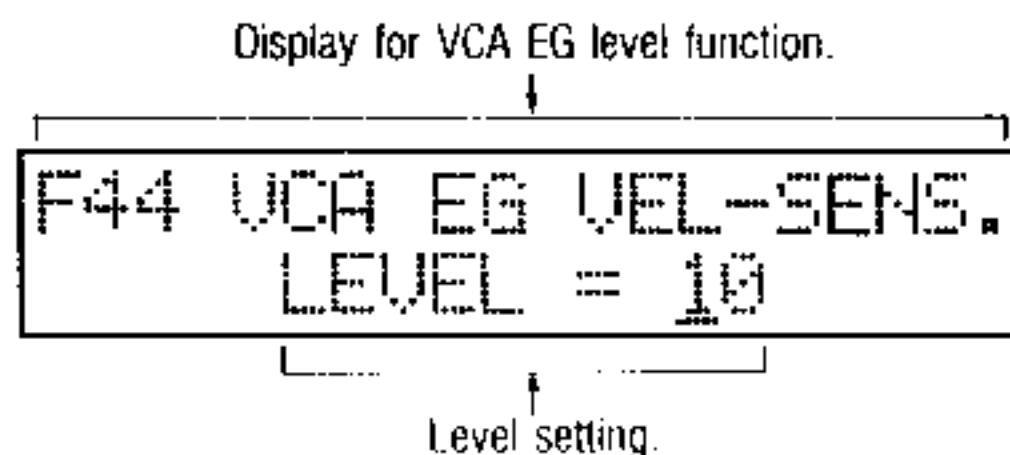 Display for VCA EG level function.
F44 VCA EG VEL-SENS.
LEVEL = 10
Level setting.